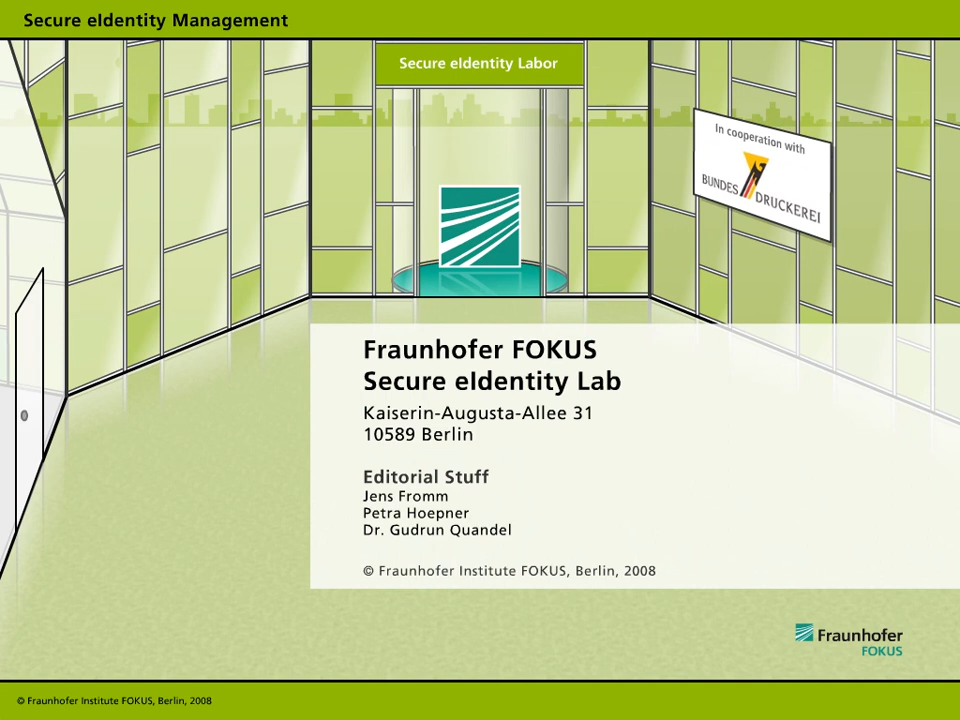 Secure eIdentity Management
Secure eIdentity Labor
In cooperation with
BUNDES DRUCKEREI
Fraunhofer FOKUS
Secure eIdentity Lab
Kaiserin-Augusta-Allee 31
10589 Berlin
Editorial Stuff
Jens Fromm
Petra Hoepner
Dr. Gudrun Quandel
© Fraunhofer Institute FOKUS, Berlin, 2008
Fraunhofer
FOKUS
© Fraunhofer Institute FOKUS, Berlin, 2008